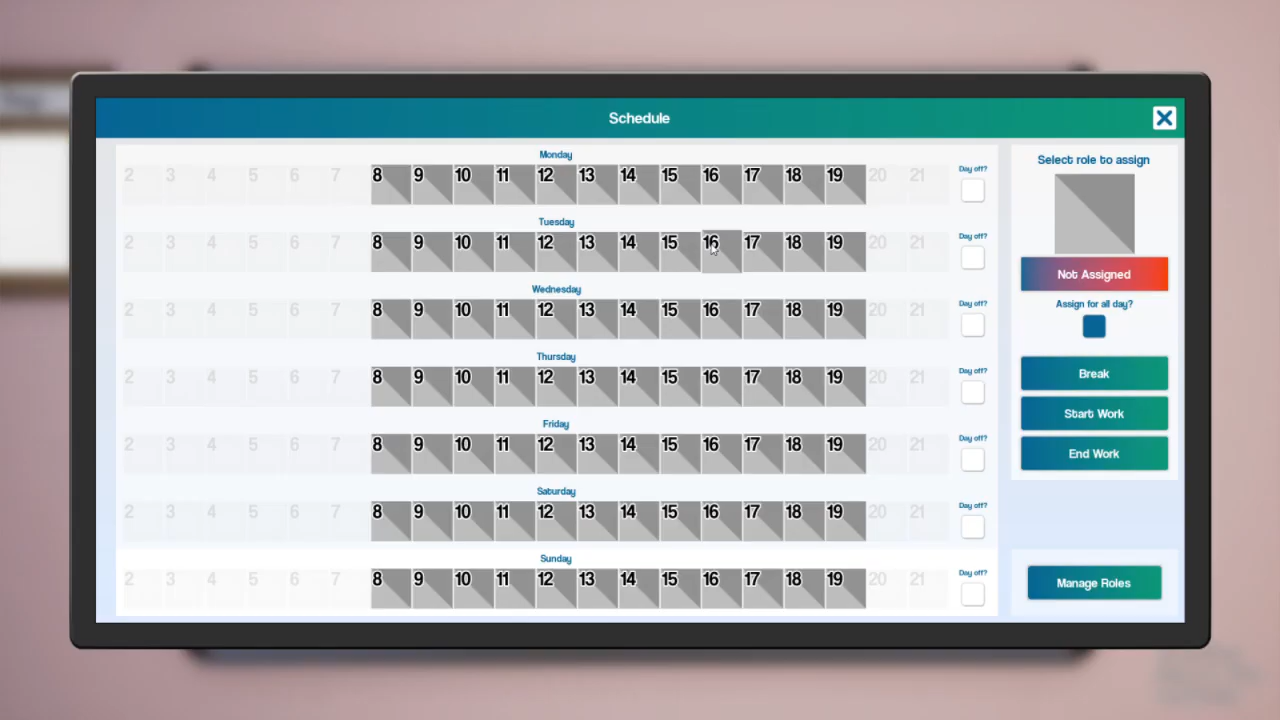 Schedule
Select role to assign
Not Assigned
Assign for all day?
Break
Start Work
End Work
Manage Roles
Monday
2 3 4 5 6 7 8 9 10 11 12 13 14 15 16 17 18 19 20 21 Day off?
Tuesday
2 3 4 5 6 7 8 9 10 11 12 13 14 15 16 17 18 19 20 21 Day off?
Wednesday
2 3 4 5 6 7 8 9 10 11 12 13 14 15 16 17 18 19 20 21 Day off?
Thursday
2 3 4 5 6 7 8 9 10 11 12 13 14 15 16 17 18 19 20 21 Day off?
Friday
2 3 4 5 6 7 8 9 10 11 12 13 14 15 16 17 18 19 20 21 Day off?
Saturday
2 3 4 5 6 7 8 9 10 11 12 13 14 15 16 17 18 19 20 21 Day off?
Sunday
2 3 4 5 6 7 8 9 10 11 12 13 14 15 16 17 18 19 20 21 Day off?